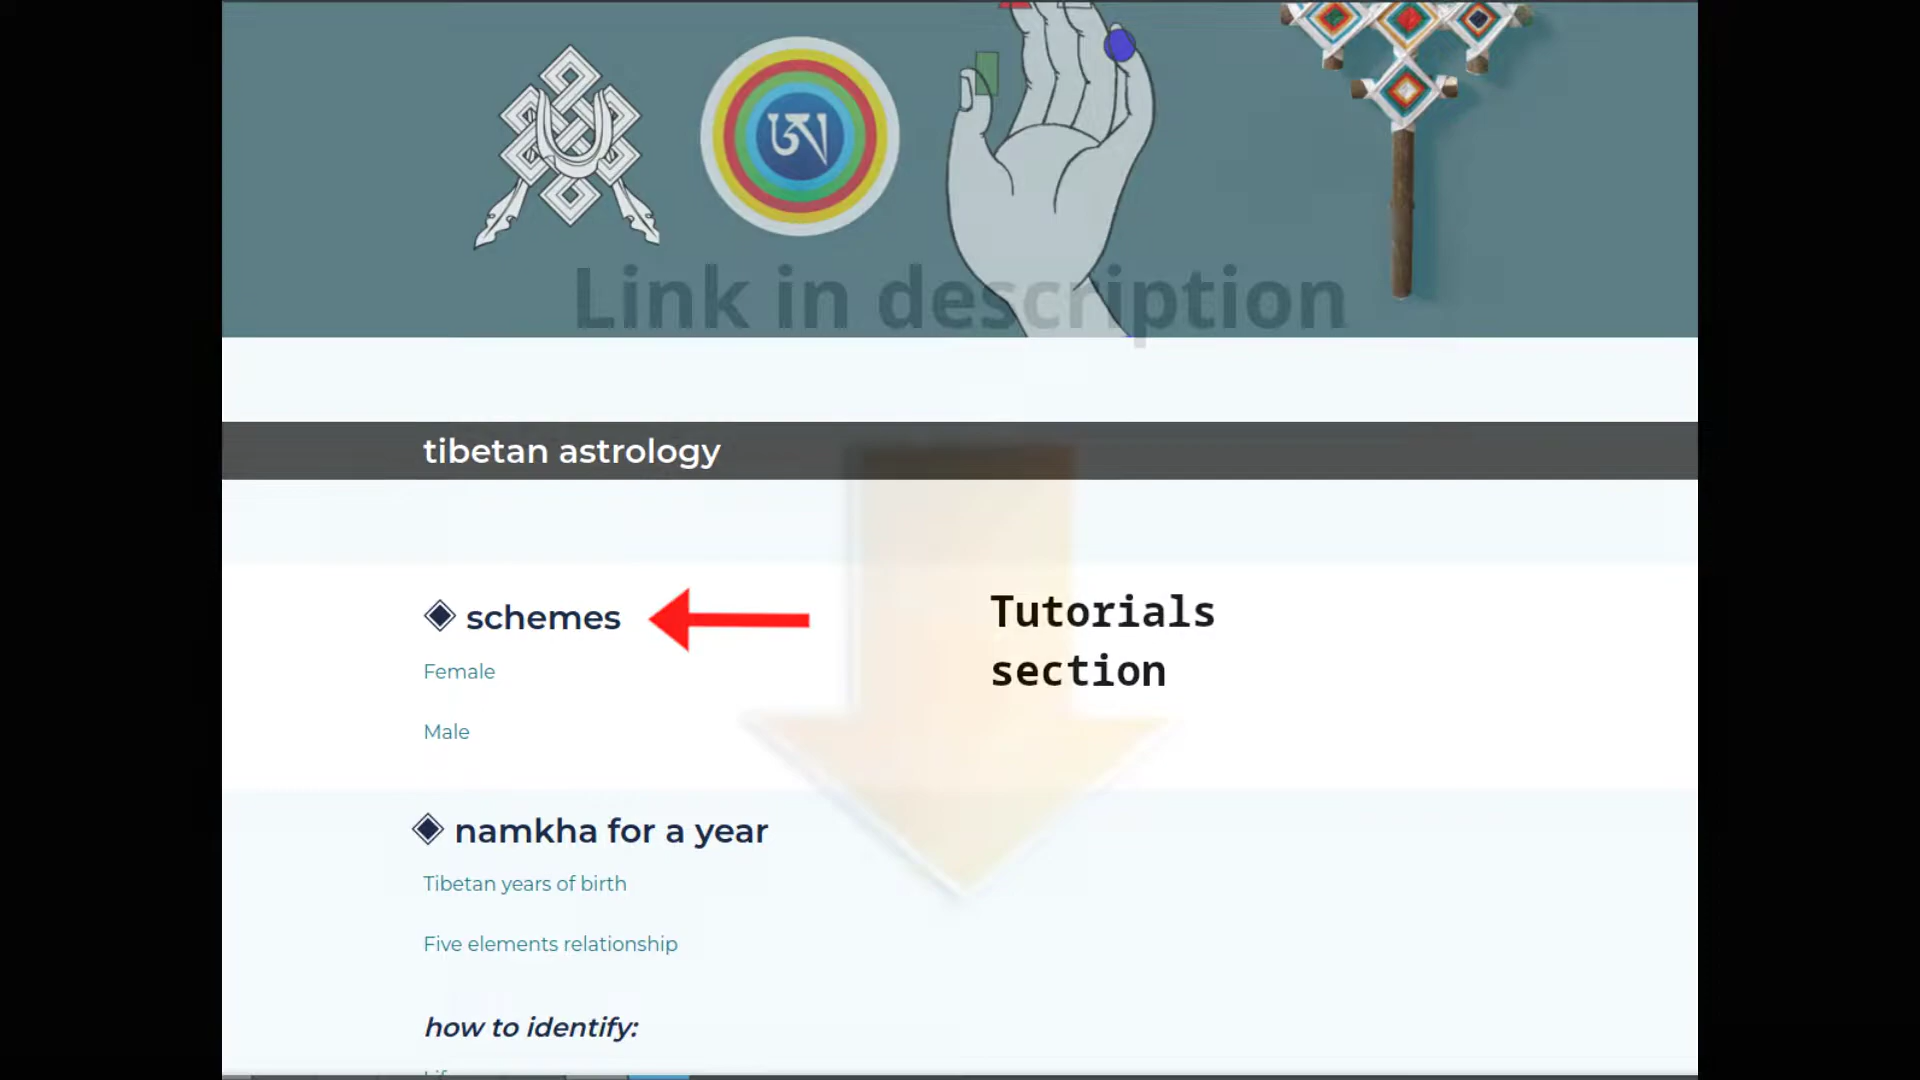 ཨ
Link in description
tibetan astrology
schemes
Tutorials
section
Female
Male
namkha for a year
Tibetan years of birth
Five elements relationship
how to identify: